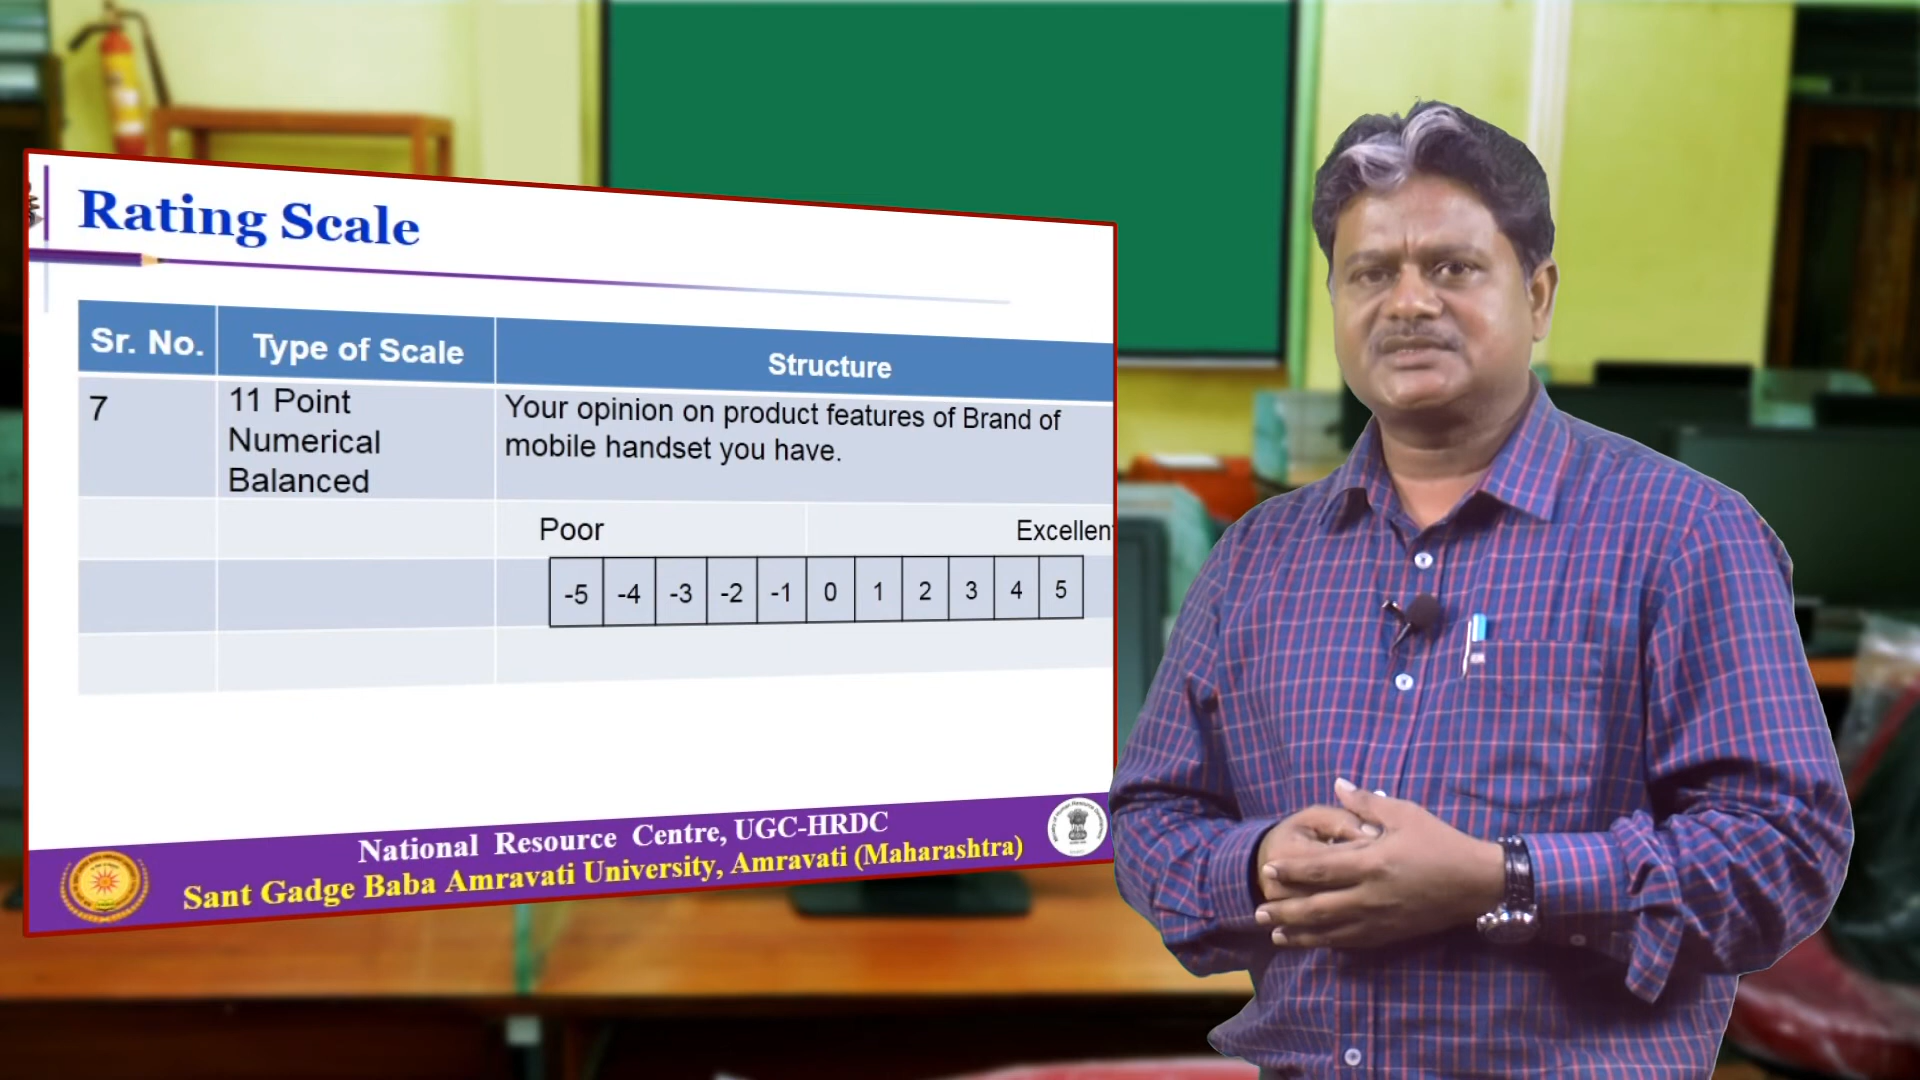 Rating Scale
Sr. No. Type of Scale Structure
7 11 Point Numerical Balanced Your opinion on product features of Brand of
mobile handset you have.
Poor Excellent
-5 -4 -3 -2 -1 0 1 2 3 4 5
National Resource Centre, UGC-HRDC
Sant Gadge Baba Amravati University, Amravati (Maharashtra)